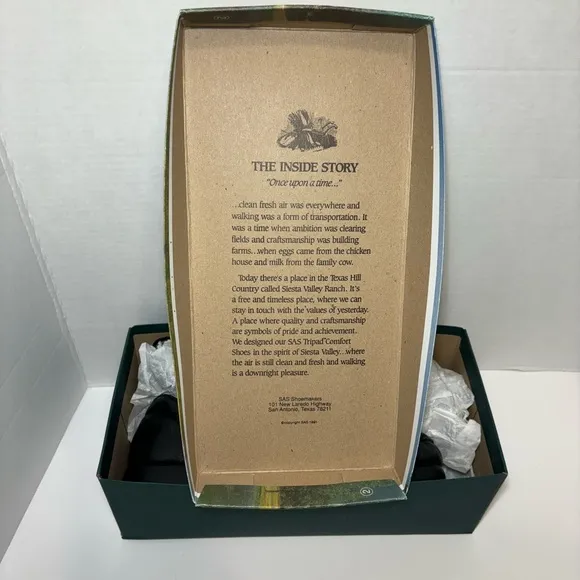 THE INSIDE STORY
"Once upon a time..."
...clean fresh air was everywhere and
walking was a form of transportation. It
was a time when ambition was clearing
fields and craftsmanship was building
farms...when eggs came from the chicken
house and milk from the family cow.
Today there's a place in the Texas Hill
Country called Siesta Valley Ranch. It's
a free and timeless place, where we can
stay in touch with the values of yesterday.
A place where quality and craftsmanship
are symbols of pride and achievement.
We designed our SAS Tripad Comfort
Shoes in the spirit of Siesta Valley...where
the air is still clean and fresh and walking
is a downright pleasure.
SAS Shoemakers
101 New Laredo Highway
San Antonio, Texas 78211
©Copyright SAS 1991
2